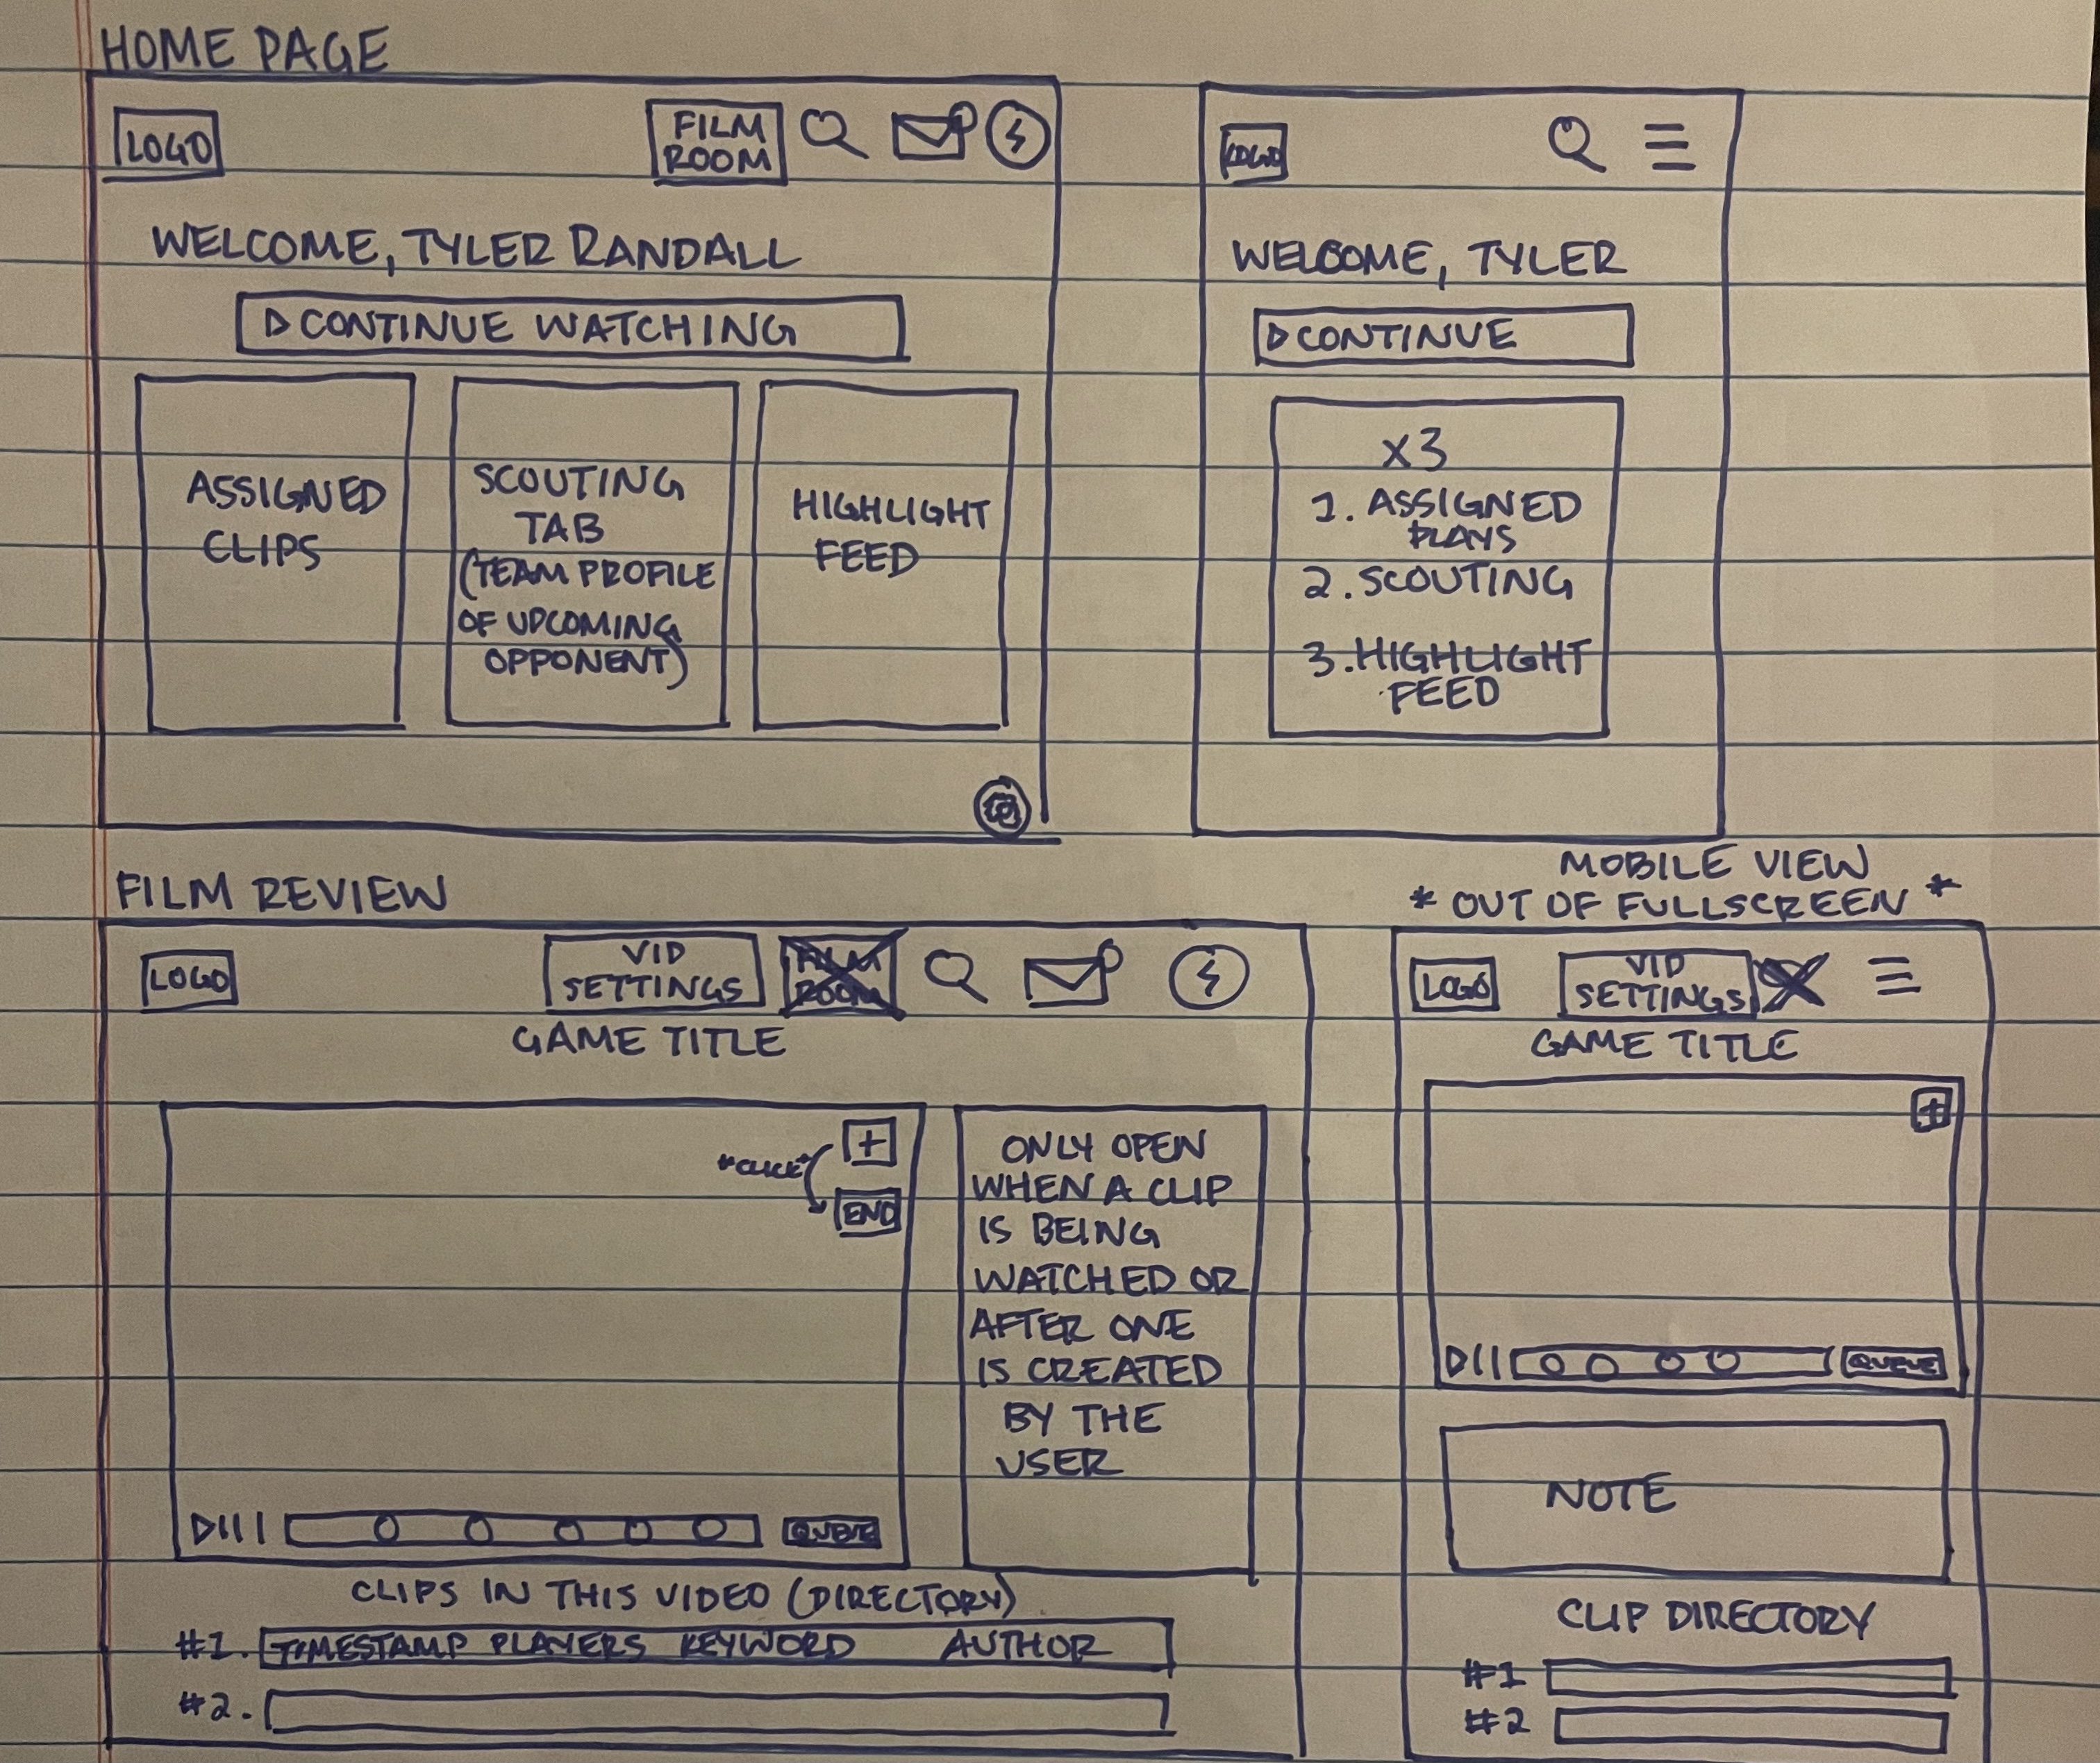 HOME PAGE
LOGO
FILM
ROOM
WELCOME, TYLER RANDALL
▷ CONTINUE WATCHING
ASSIGNED
CLIPS
SCOUTING
TAB
(TEAM PROFILE
OF UPCOMING
OPPONENT)
HIGHLIGHT
FEED
LOGO
WELCOME, TYLER
▷ CONTINUE
x3
1. ASSIGNED
PLAYS
2. SCOUTING
3. HIGHLIGHT
FEED
MOBILE VIEW
* OUT OF FULLSCREEN *
FILM REVIEW
LOGO
VID
SETTINGS
FILM
ROOM
GAME TITLE
+
"CLICK"
END
QUEUE
ONLY OPEN
WHEN A CLIP
IS BEING
WATCHED OR
AFTER ONE
IS CREATED
BY THE
USER
CLIPS IN THIS VIDEO (DIRECTORY)
#1. TIMESTAMP PLAYERS KEYWORD AUTHOR
#2.
LOGO
VID
SETTINGS
GAME TITLE
+
QUEUE
NOTE
CLIP DIRECTORY
#1
#2